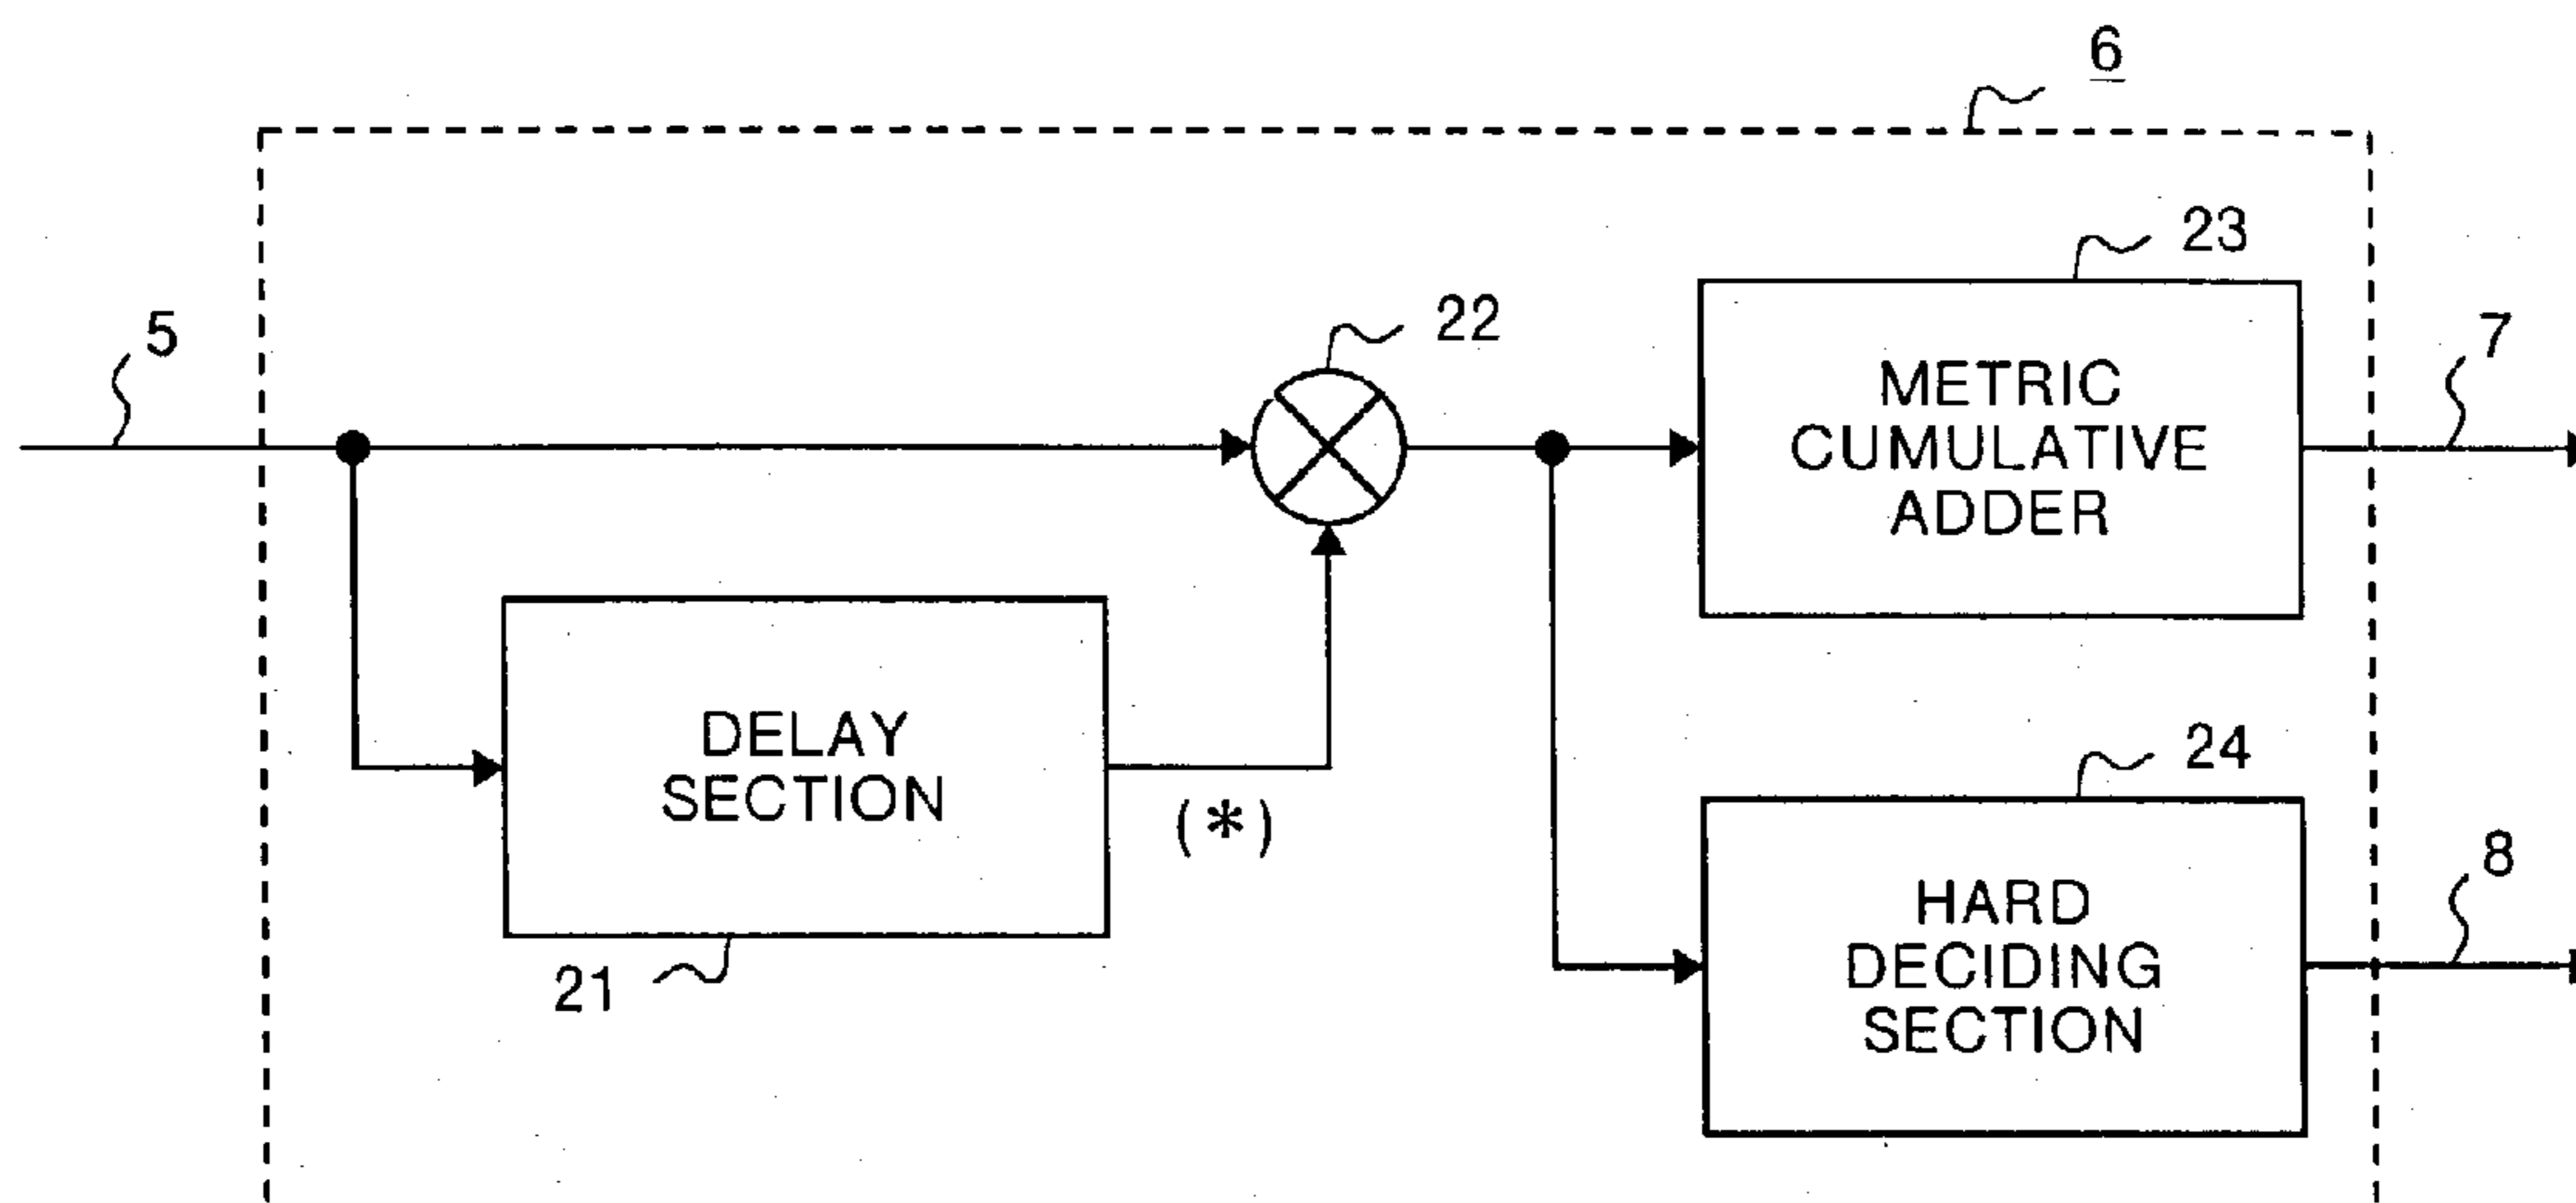 6
23
5
22
7
METRIC
CUMULATIVE
ADDER
DELAY
SECTION
(*)
24
8
21
HARD
DECIDING
SECTION